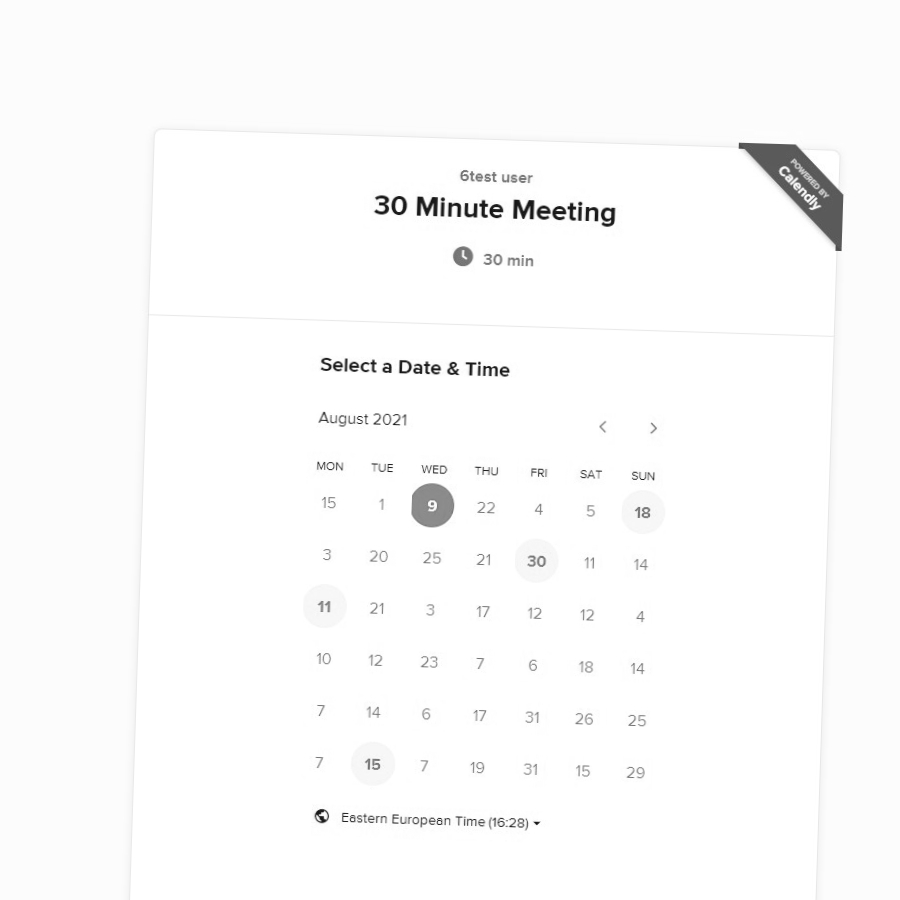 POWERED BY
Calendly
6test user
30 Minute Meeting
30 min
Select a Date & Time
August 2021
MON TUE WED THU FRI SAT SUN
15 1 9 22 4 5 18
3 20 25 21 30 11 14
11 21 3 17 12 12 4
10 12 23 7 6 18 14
7 14 6 17 31 26 25
7 15 7 19 31 15 29
Eastern European Time (16:28)